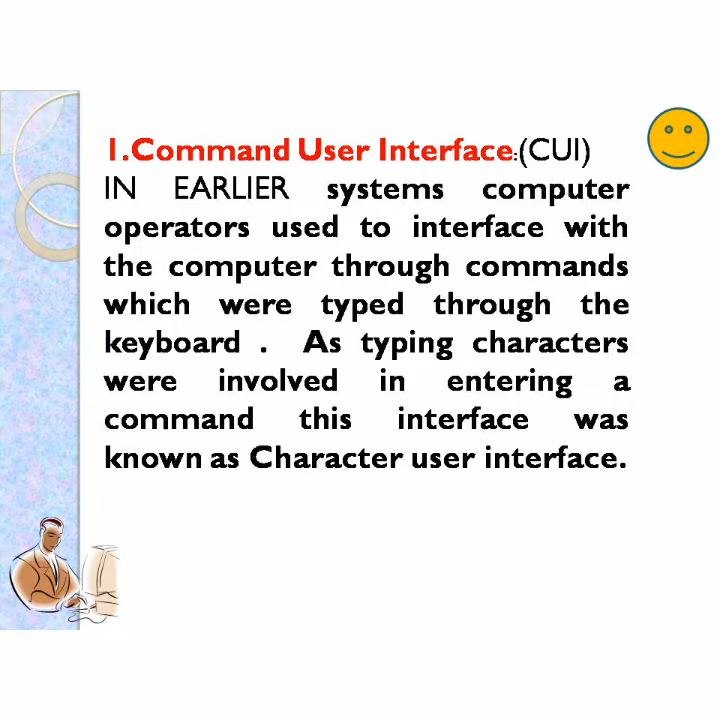 1.Command User Interface:(CUI)
IN EARLIER systems computer
operators used to interface with
the computer through commands
which were typed through the
keyboard . As typing characters
were involved in entering a
command this interface was
known as Character user interface.